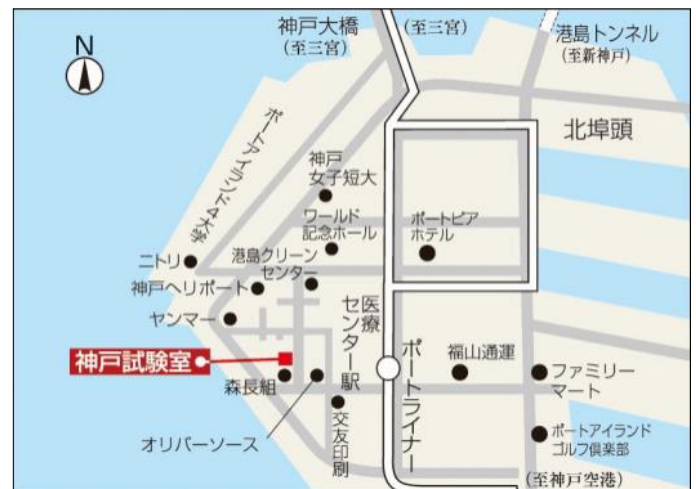 N
神戸大橋
(至三宮)
(至三宮)
港島トンネル
(至新神戸)
北埠頭
ポートアイランド4大学
神戸
女子短大
ワールド
記念ホール
ポートピア
ホテル
港島クリーン
センター
ニトリ
神戸ヘリポート
ヤンマー
医療
センター駅
ポートライナー
福山通運
ファミリー
マート
神戸試験室
森長組
オリバーソース
交友印刷
ポートアイランド
ゴルフ倶楽部
(至神戸空港)